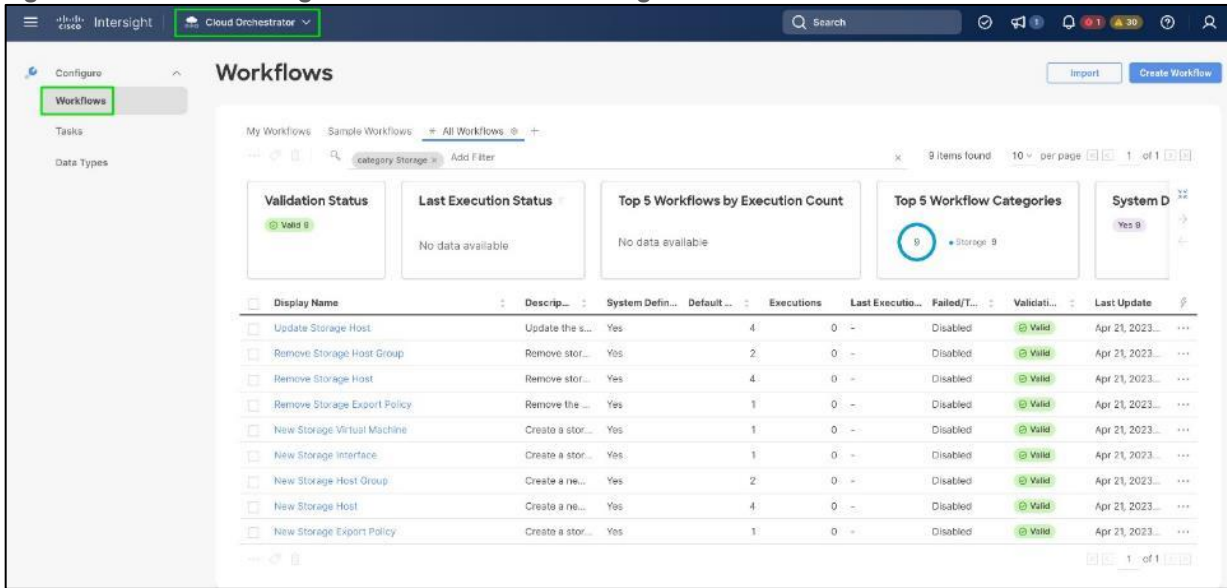 cisco Intersight Cloud Orchestrator Search 1 1 30
Configure
Workflows
Tasks
Data Types
Workflows
Import Create Workflow
My Workflows Sample Workflows All Workflows +
category Storage × Add Filter × 9 items found 10 per page 1 of 1
Validation Status
Valid 9
Last Execution Status
No data available
Top 5 Workflows by Execution Count
No data available
Top 5 Workflow Categories
9 Storage 9
System D
Yes 9
Display Name Descrip... System Defin... Default ... Executions Last Executio... Failed/T... Validati... Last Update
Update Storage Host Update the s... Yes 4 0 - Disabled Valid Apr 21, 2023... ...
Remove Storage Host Group Remove stor... Yes 2 0 - Disabled Valid Apr 21, 2023... ...
Remove Storage Host Remove stor... Yes 4 0 - Disabled Valid Apr 21, 2023... ...
Remove Storage Export Policy Remove the ... Yes 1 0 - Disabled Valid Apr 21, 2023... ...
New Storage Virtual Machine Create a stor... Yes 1 0 - Disabled Valid Apr 21, 2023... ...
New Storage Interface Create a stor... Yes 1 0 - Disabled Valid Apr 21, 2023... ...
New Storage Host Group Create a ne... Yes 2 0 - Disabled Valid Apr 21, 2023... ...
New Storage Host Create a ne... Yes 4 0 - Disabled Valid Apr 21, 2023... ...
New Storage Export Policy Create a stor... Yes 1 0 - Disabled Valid Apr 21, 2023... ...
1 of 1